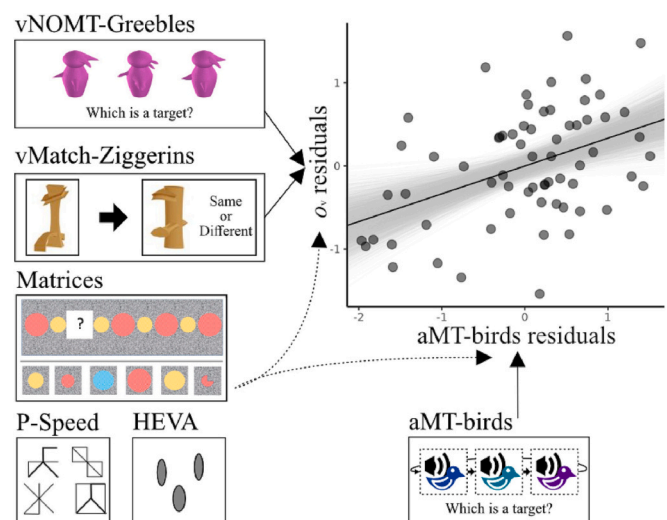 vNOMT-Greebles
Which is a target?
vMatch-Ziggerins
Same
or
Different
Matrices
?
P-Speed
HEVA
oᵥ residuals
1
0
-1
-2
-1
0
1
aMT-birds residuals
aMT-birds
Which is a target?